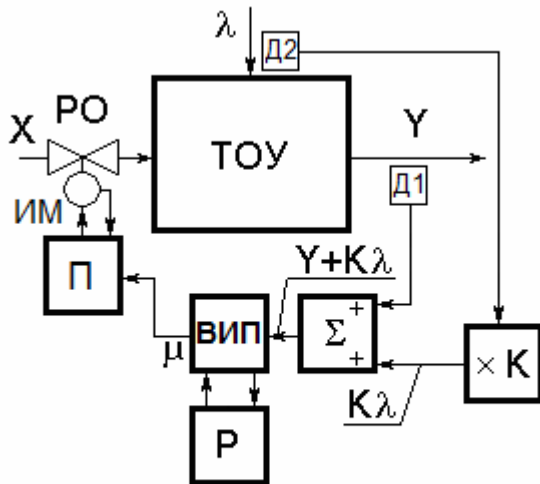 λ
Д2
РО
X
Y
ТОУ
Д1
ИМ
П
Y+Kλ
+
ВИП
Σ
+
μ
× K
Kλ
P